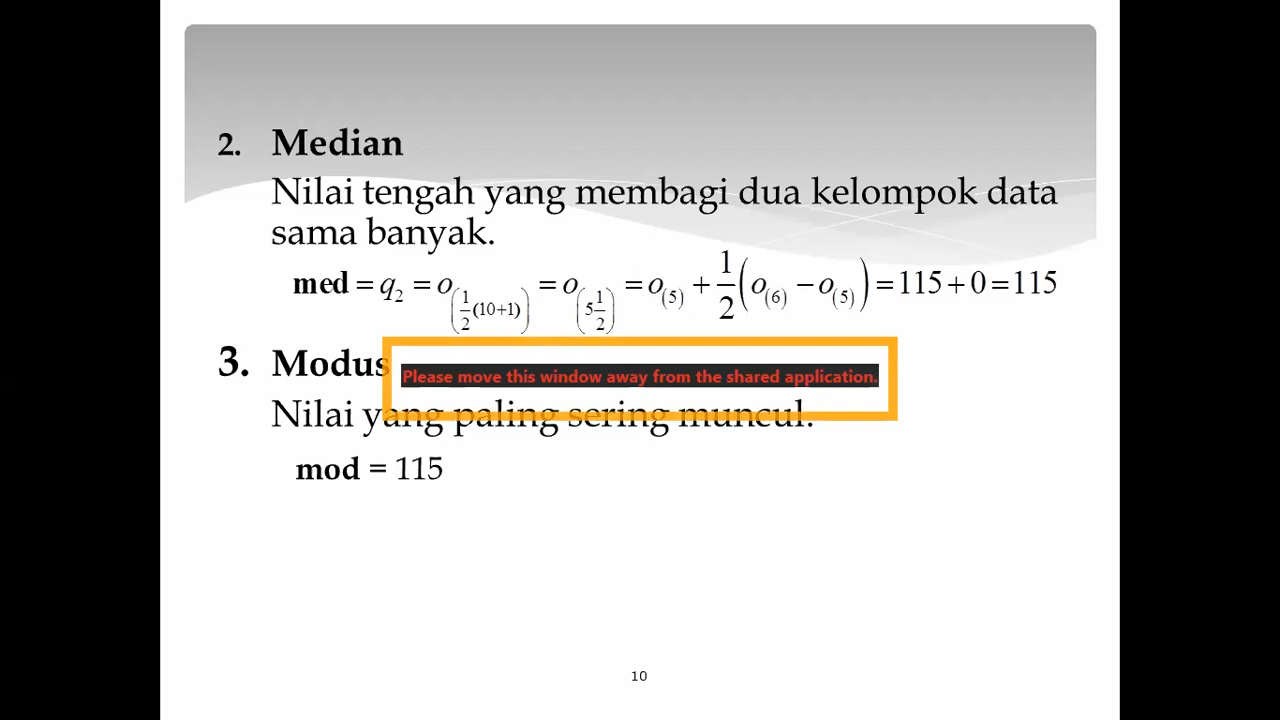 2. Median
Nilai tengah yang membagi dua kelompok data
sama banyak.
med = q₂ = o₍½(10+1)₎ = o₍5½₎ = o₍₅₎ + ½(o₍₆₎ − o₍₅₎) = 115 + 0 = 115
3. Modus
Please move this window away from the shared application.
Nilai yang paling sering muncul.
mod = 115
10